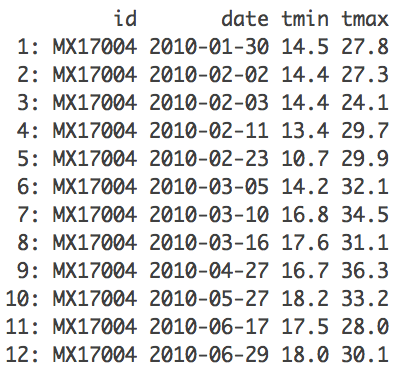 id date tmin tmax
1: MX17004 2010-01-30 14.5 27.8
2: MX17004 2010-02-02 14.4 27.3
3: MX17004 2010-02-03 14.4 24.1
4: MX17004 2010-02-11 13.4 29.7
5: MX17004 2010-02-23 10.7 29.9
6: MX17004 2010-03-05 14.2 32.1
7: MX17004 2010-03-10 16.8 34.5
8: MX17004 2010-03-16 17.6 31.1
9: MX17004 2010-04-27 16.7 36.3
10: MX17004 2010-05-27 18.2 33.2
11: MX17004 2010-06-17 17.5 28.0
12: MX17004 2010-06-29 18.0 30.1